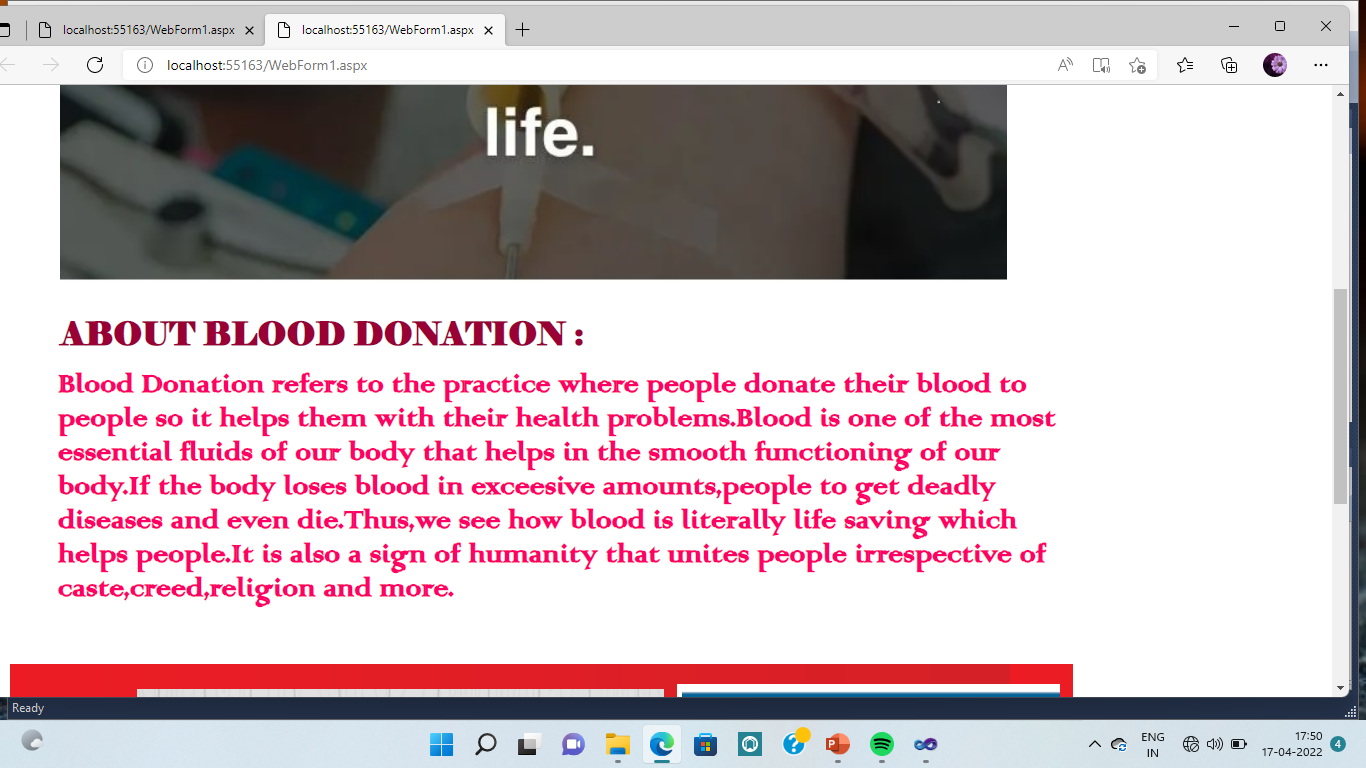 localhost:55163/WebForm1.aspx
localhost:55163/WebForm1.aspx
localhost:55163/WebForm1.aspx
life.
ABOUT BLOOD DONATION :
Blood Donation refers to the practice where people donate their blood to
people so it helps them with their health problems.Blood is one of the most
essential fluids of our body that helps in the smooth functioning of our
body.If the body loses blood in exceesive amounts,people to get deadly
diseases and even die.Thus,we see how blood is literally life saving which
helps people.It is also a sign of humanity that unites people irrespective of
caste,creed,religion and more.
Ready
ENG
IN
17:50
17-04-2022
4